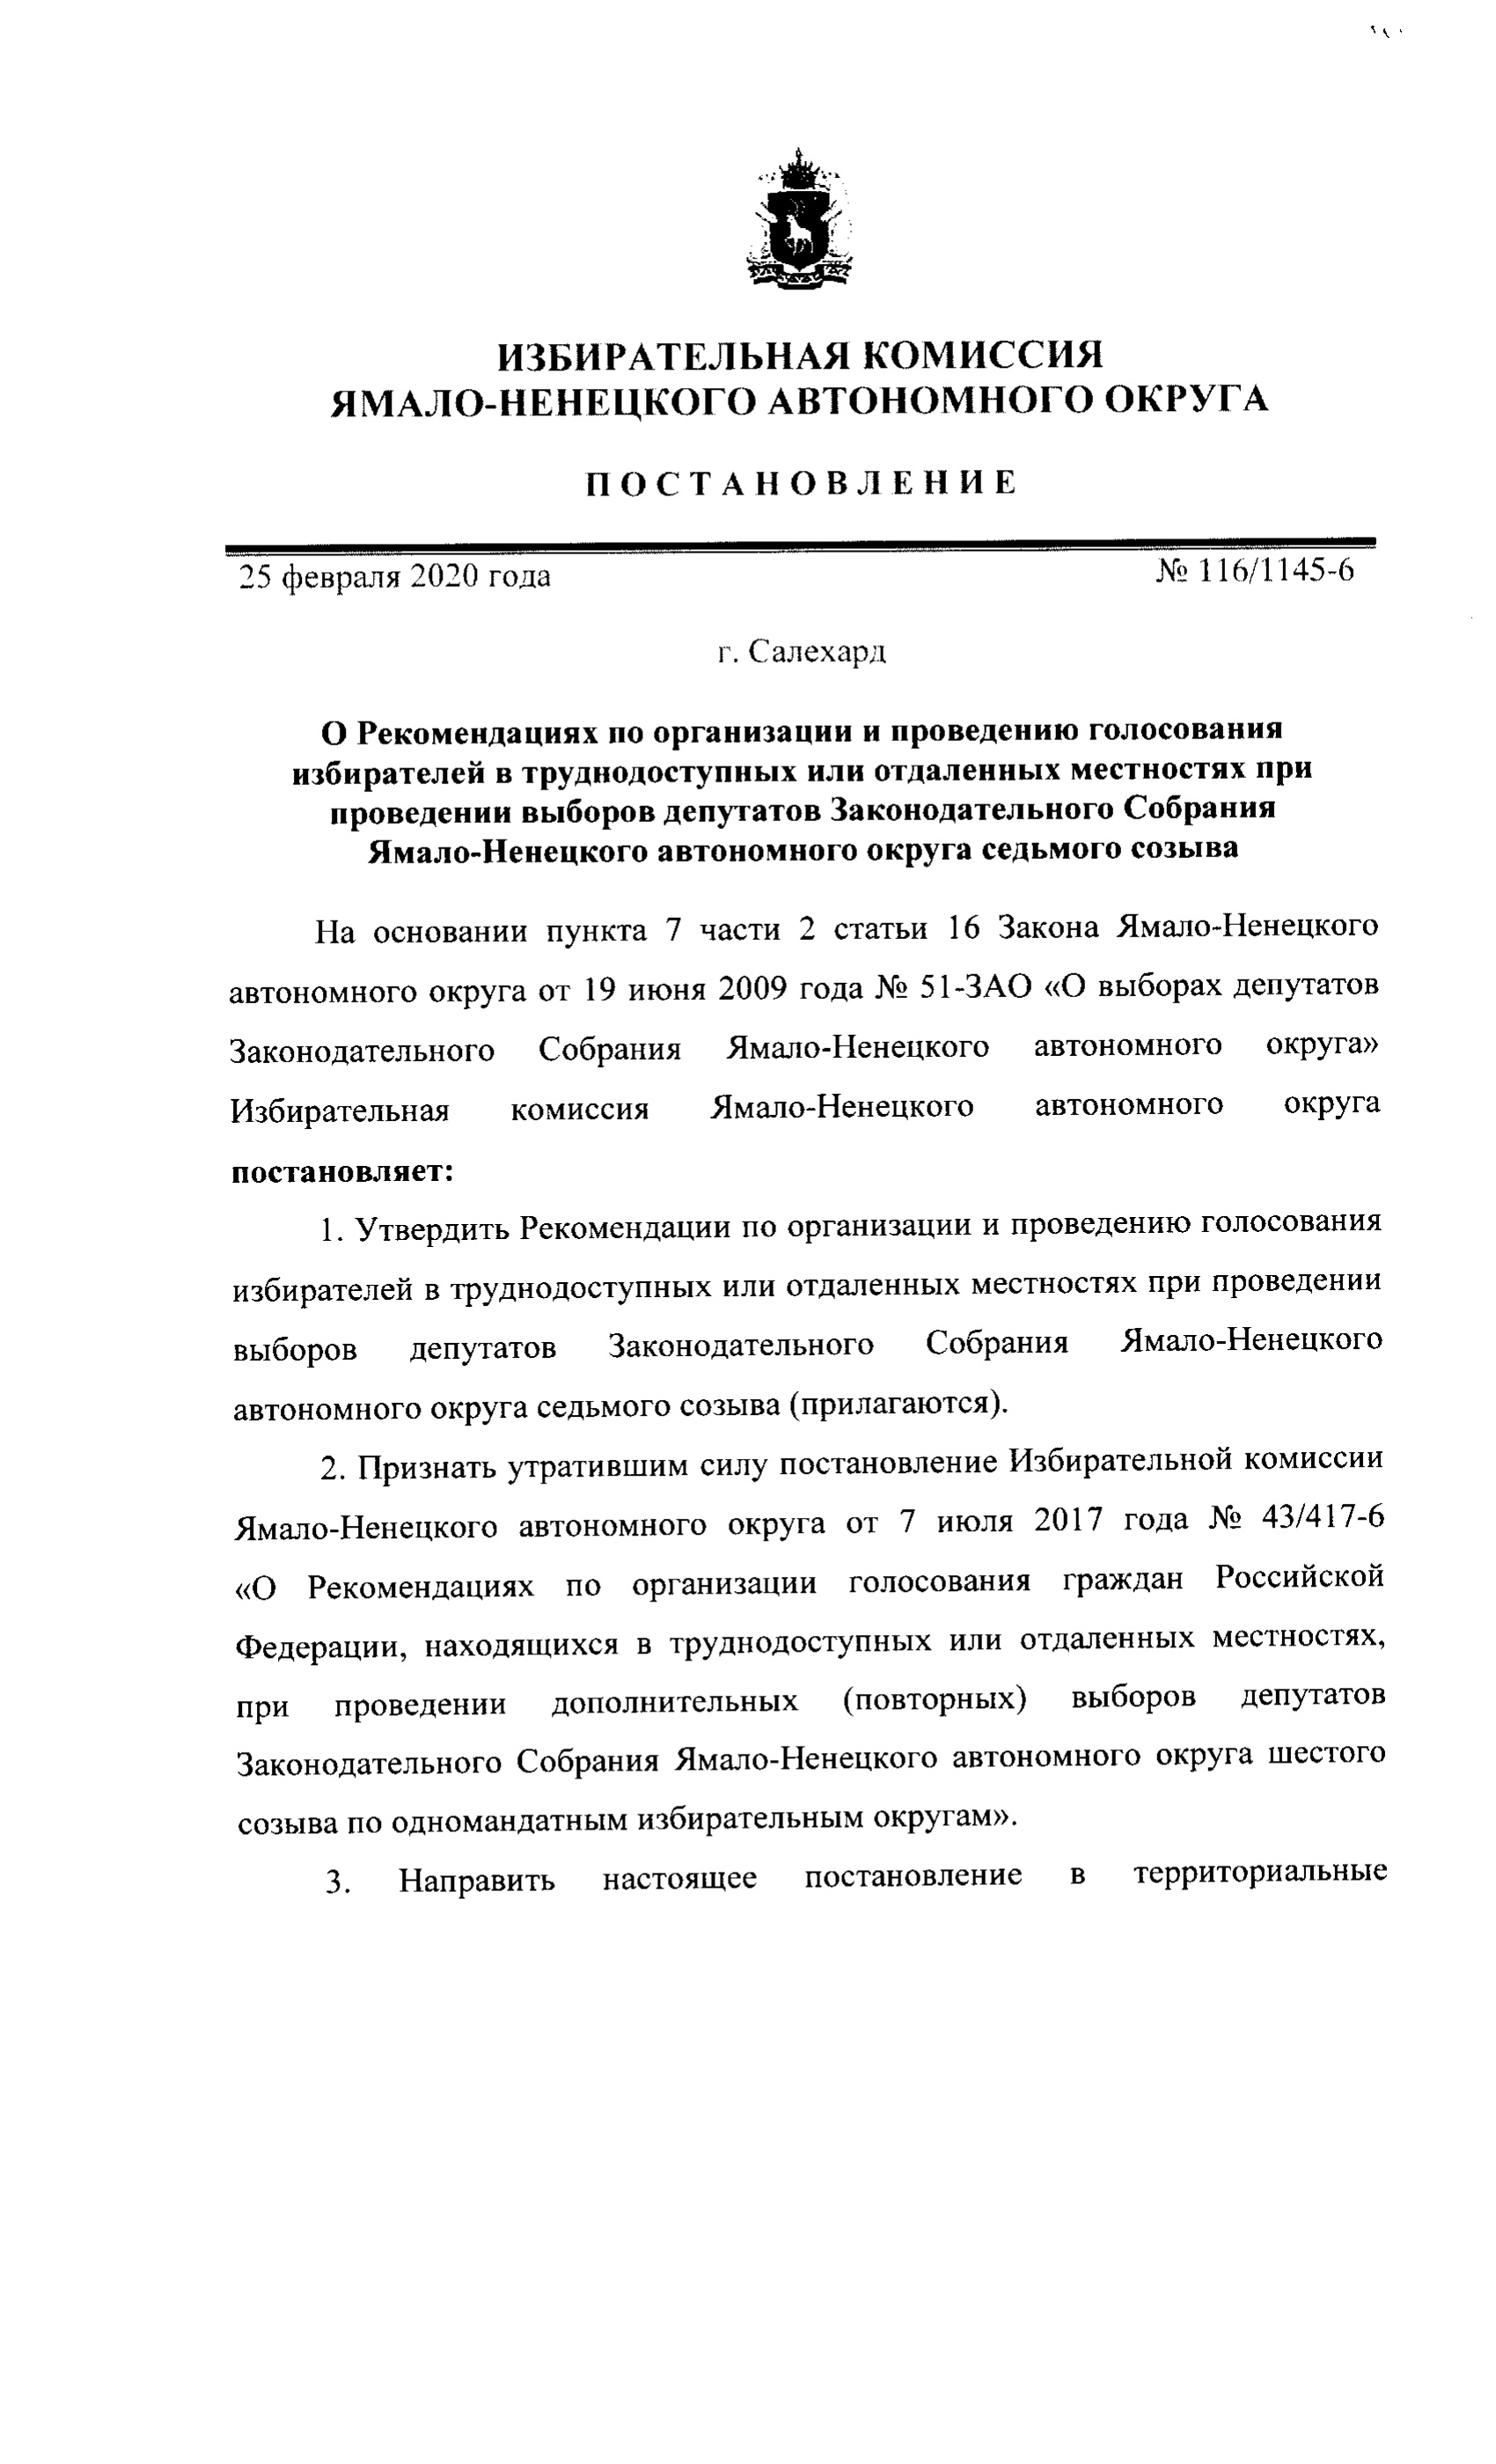 ИЗБИРАТЕЛЬНАЯ КОМИССИЯ
ЯМАЛО-НЕНЕЦКОГО АВТОНОМНОГО ОКРУГА
П О С Т А Н О В Л Е Н И Е
25 февраля 2020 года № 116/1145-6
г. Салехард
О Рекомендациях по организации и проведению голосования
избирателей в труднодоступных или отдаленных местностях при
проведении выборов депутатов Законодательного Собрания
Ямало-Ненецкого автономного округа седьмого созыва
На основании пункта 7 части 2 статьи 16 Закона Ямало-Ненецкого
автономного округа от 19 июня 2009 года № 51-ЗАО «О выборах депутатов
Законодательного Собрания Ямало-Ненецкого автономного округа»
Избирательная комиссия Ямало-Ненецкого автономного округа
постановляет:
1. Утвердить Рекомендации по организации и проведению голосования
избирателей в труднодоступных или отдаленных местностях при проведении
выборов депутатов Законодательного Собрания Ямало-Ненецкого
автономного округа седьмого созыва (прилагаются).
2. Признать утратившим силу постановление Избирательной комиссии
Ямало-Ненецкого автономного округа от 7 июля 2017 года № 43/417-6
«О Рекомендациях по организации голосования граждан Российской
Федерации, находящихся в труднодоступных или отдаленных местностях,
при проведении дополнительных (повторных) выборов депутатов
Законодательного Собрания Ямало-Ненецкого автономного округа шестого
созыва по одномандатным избирательным округам».
3. Направить настоящее постановление в территориальные